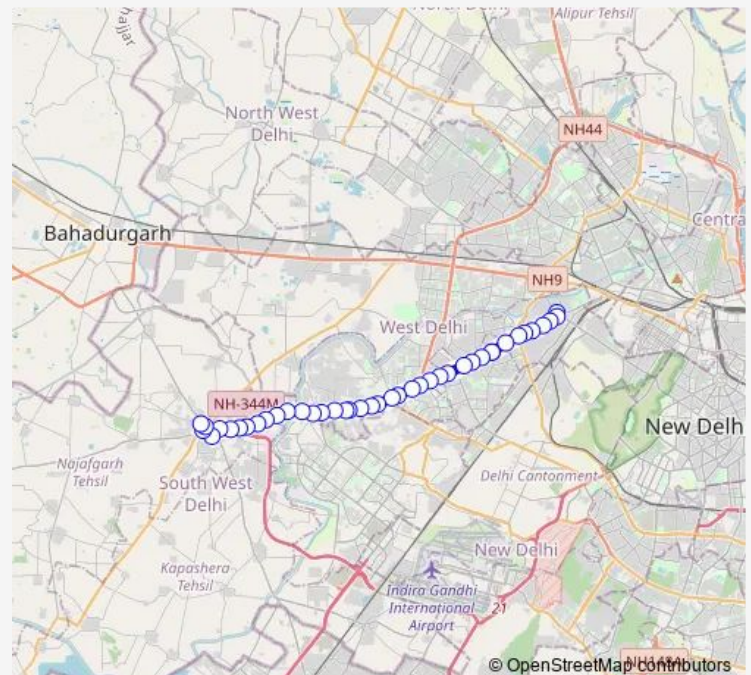 North Delhi
Alipur Tehsil
Jhajjar
North West
Delhi
NH44
Centra
Bahadurgarh
NH9
West Delhi
NH-344M
New Delh
Najafgarh
Tehsil
South West
Delhi
Delhi Cantonment
New Delhi
Kapashera
Tehsil
Indira Gandhi
International
Airport
21
© OpenStreetMap contributors